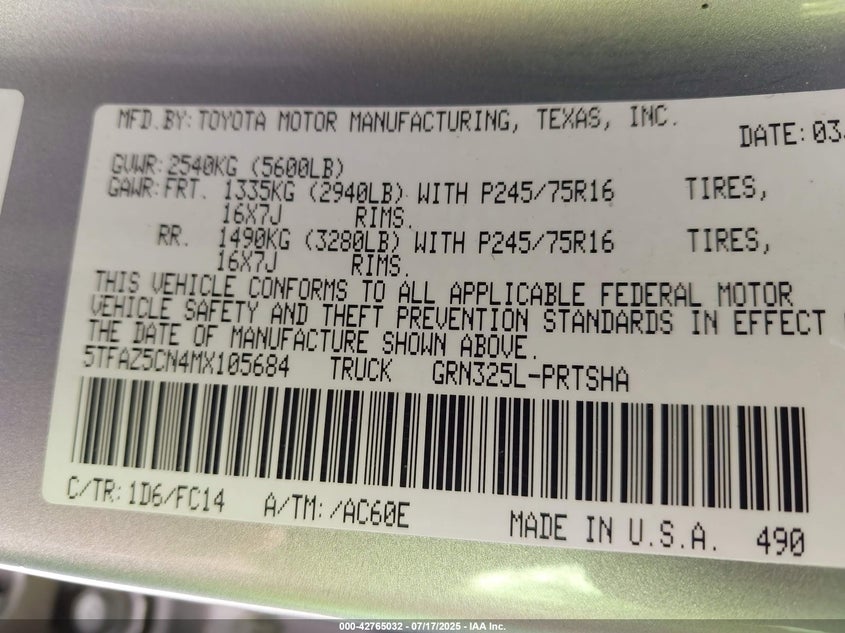 MFD.BY: TOYOTA MOTOR MANUFACTURING, TEXAS, INC.
DATE: 03
GVWR: 2540KG (5600LB)
GAWR: FRT. 1335KG (2940LB) WITH P245/75R16 TIRES,
16X7J RIMS.
RR. 1490KG (3280LB) WITH P245/75R16 TIRES,
16X7J RIMS.
THIS VEHICLE CONFORMS TO ALL APPLICABLE FEDERAL MOTOR
VEHICLE SAFETY AND THEFT PREVENTION STANDARDS IN EFFECT
THE DATE OF MANUFACTURE SHOWN ABOVE.
5TFAZ5CN4MX105684 TRUCK GRN325L-PRTSHA
C/TR: 1D6/FC14 A/TM: /AC60E
MADE IN U.S.A. 490
000-42765032 - 07/17/2025 - IAA Inc.